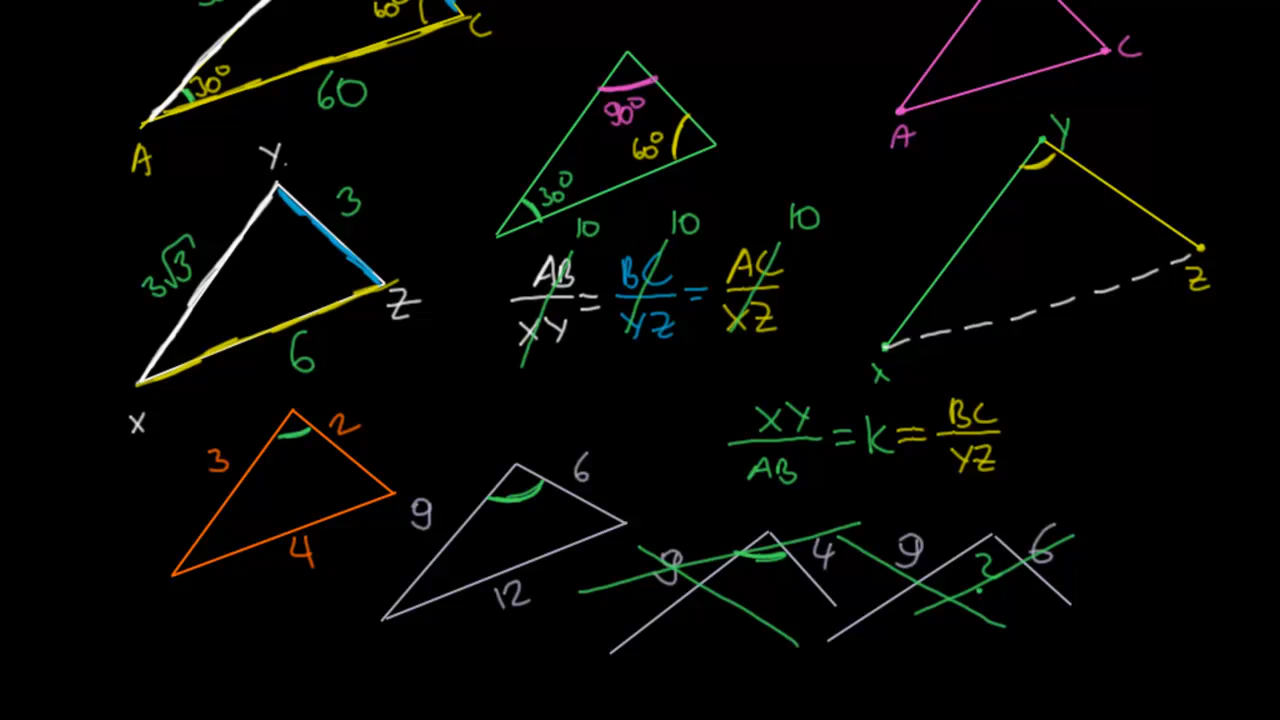 60°
C
30°
60
A
C
A
90°
60°
30°
Y
3
3√3
Z
6
X
10 10 10
AB/XY = BC/YZ = AC/XZ
Y
Z
X
XY/AB = k = BC/YZ
3
2
4
9
6
12
4
9
?
6